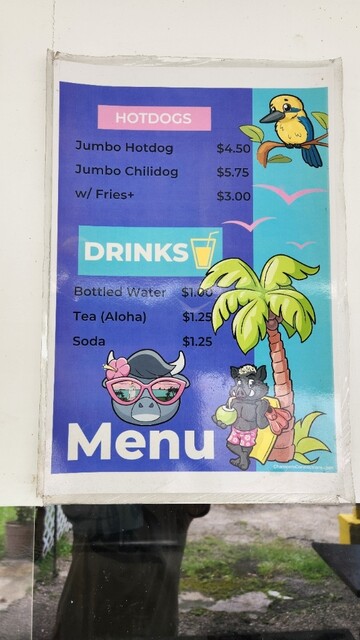 HOTDOGS
Jumbo Hotdog $4.50
Jumbo Chilidog $5.75
w/ Fries+ $3.00
DRINKS
Bottled Water $1.00
Tea (Aloha) $1.25
Soda $1.25
Menu